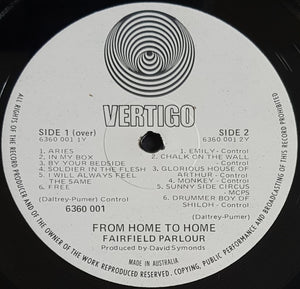 VERTIGO
SIDE 1 (over)
6360 001 1Y
1. ARIES
2. IN MY BOX
3. BY YOUR BEDSIDE
4. SOLDIER IN THE FLESH
5. I WILL ALWAYS FEEL
THE SAME
6. FREE
(Daltrey-Pumer) Control
6360 001
SIDE 2
6360 001 2Y
1. EMILY - Control
2. CHALK ON THE WALL
- Control
3. GLORIOUS HOUSE OF
ARTHUR - Control
4. MONKEY - Control
5. SUNNY SIDE CIRCUS
- MCPS
6. DRUMMER BOY OF
SHILOH - Control
(Daltrey-Pumer)
FROM HOME TO HOME
FAIRFIELD PARLOUR
Produced by David Symonds
MADE IN AUSTRALIA
ALL RIGHTS OF THE RECORD PRODUCER AND OF THE OWNER OF THE WORK RECORDED RESERVED. COPYING, PUBLIC PERFORMANCE AND BROADCASTING OF THIS RECORD PROHIBITED